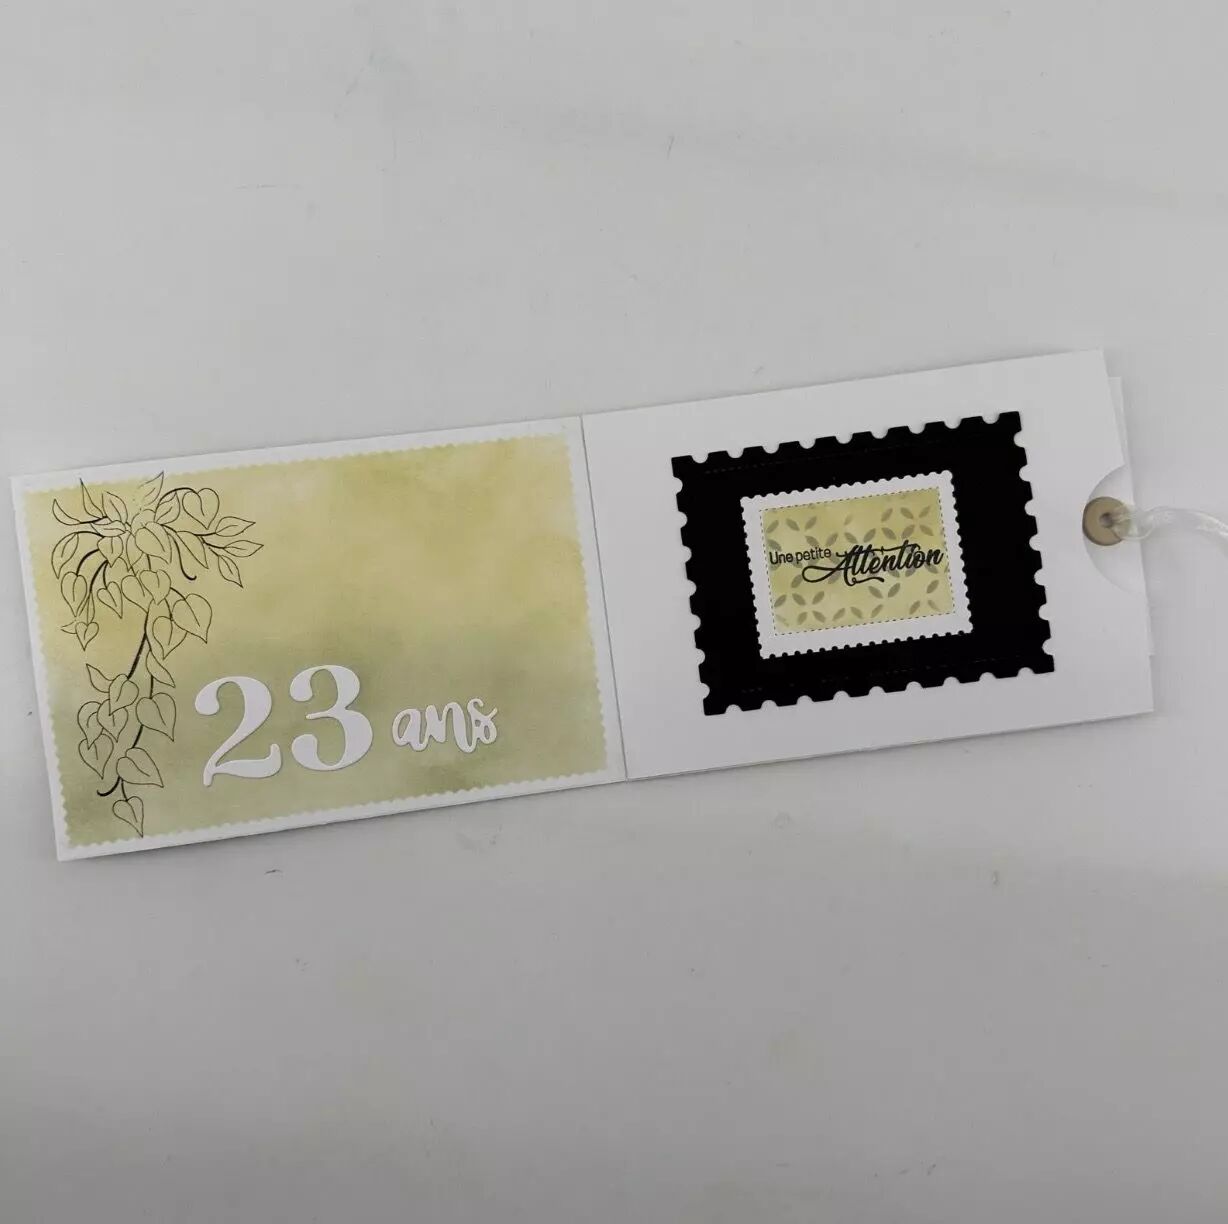 23 ans
Une petite Attention